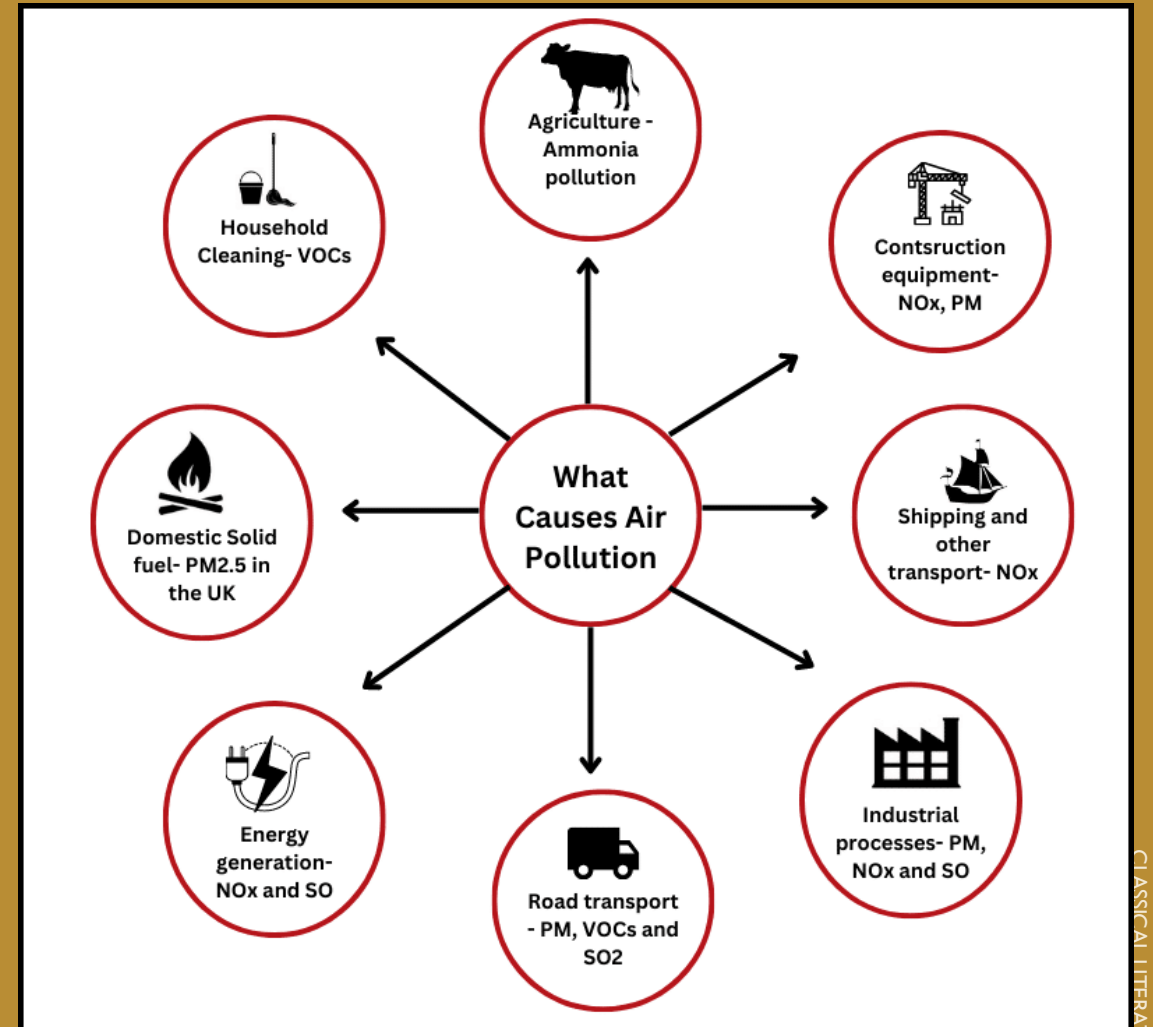 Agriculture -
Ammonia
pollution
Household
Cleaning- VOCs
Contsruction
equipment-
NOx, PM
What
Causes Air
Pollution
Domestic Solid
fuel- PM2.5 in
the UK
Shipping and
other
transport- NOx
Energy
generation-
NOx and SO
Industrial
processes- PM,
NOx and SO
Road transport
- PM, VOCs and
SO2
CLASSICAL